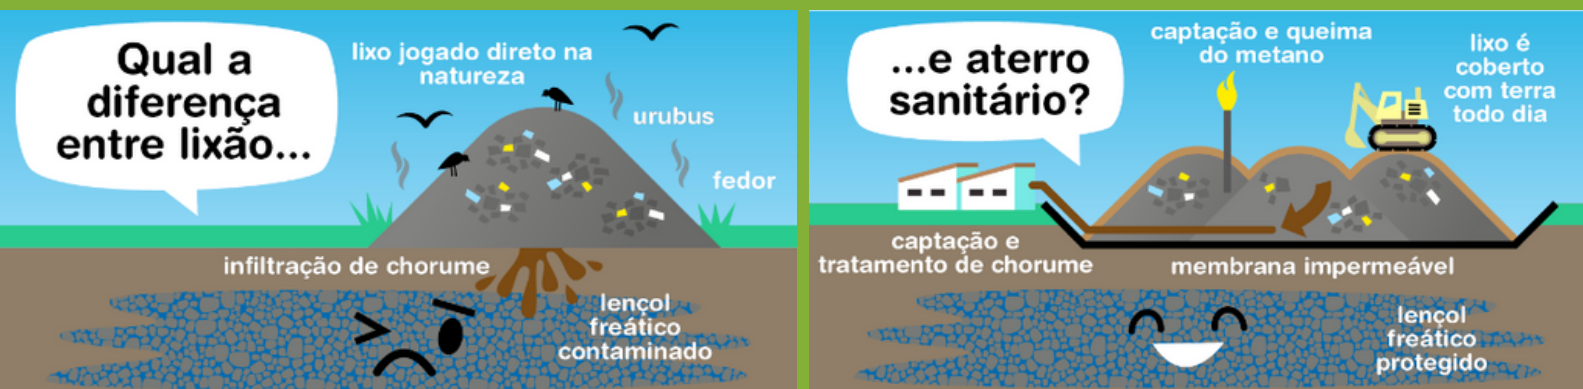 Qual a
diferença
entre lixão...
lixo jogado direto na
natureza
urubus
fedor
infiltração de chorume
lençol
freático
contaminado
...e aterro
sanitário?
captação e queima
do metano
lixo é
coberto
com terra
todo dia
captação e
tratamento de chorume
membrana impermeável
lençol
freático
protegido